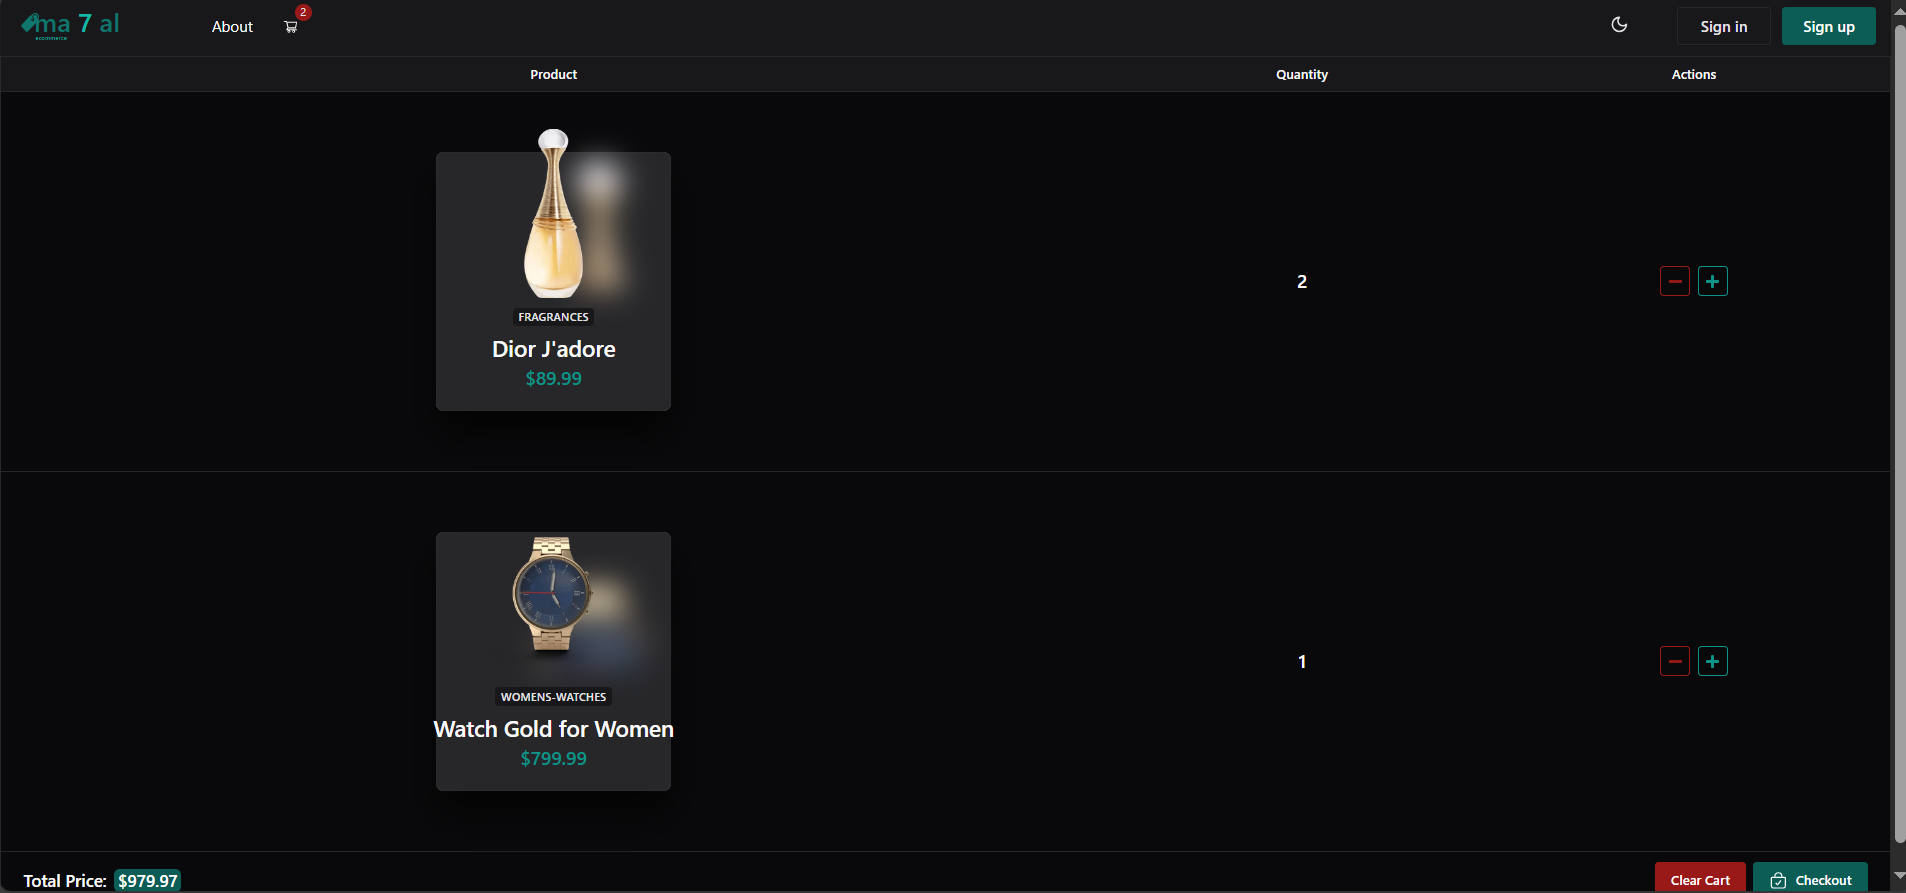 ma 7 al
ecommerce
About
2
Sign in
Sign up
Product
Quantity
Actions
FRAGRANCES
Dior J'adore
$89.99
2
WOMENS-WATCHES
Watch Gold for Women
$799.99
1
Total Price: $979.97
Clear Cart
Checkout